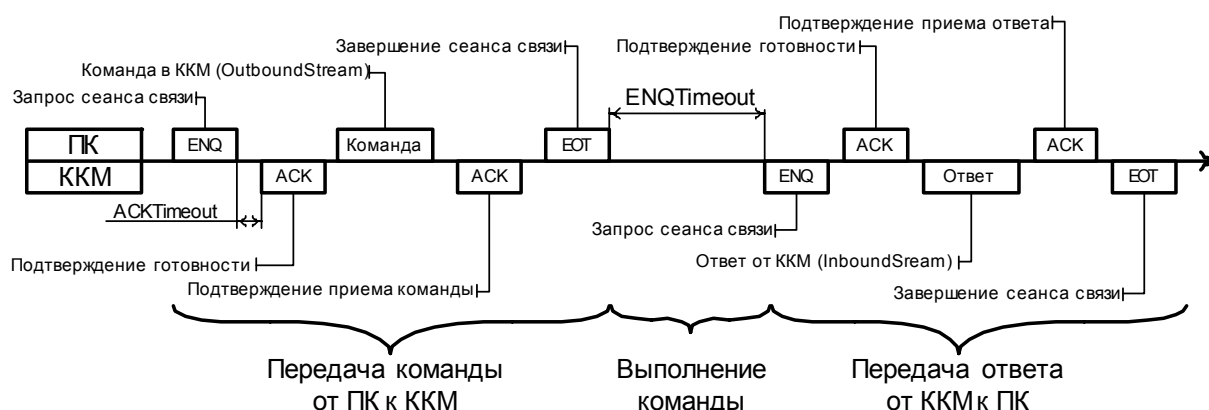 Подтверждение приема ответа
Завершение сеанса связи
Подтверждение готовности
Команда в ККМ (OutboundStream)
Запрос сеанса связи
ENQTimeout
ПК
ENQ
Команда
EOT
ACK
ACK
ККМ
ACK
ACK
ENQ
Ответ
EOT
ACKTimeout
Запрос сеанса связи
Подтверждение готовности
Ответ от ККМ (InboundSream)
Подтверждение приема команды
Завершение сеанса связи
Передача команды
от ПК к ККМ
Выполнение
команды
Передача ответа
от ККМ к ПК